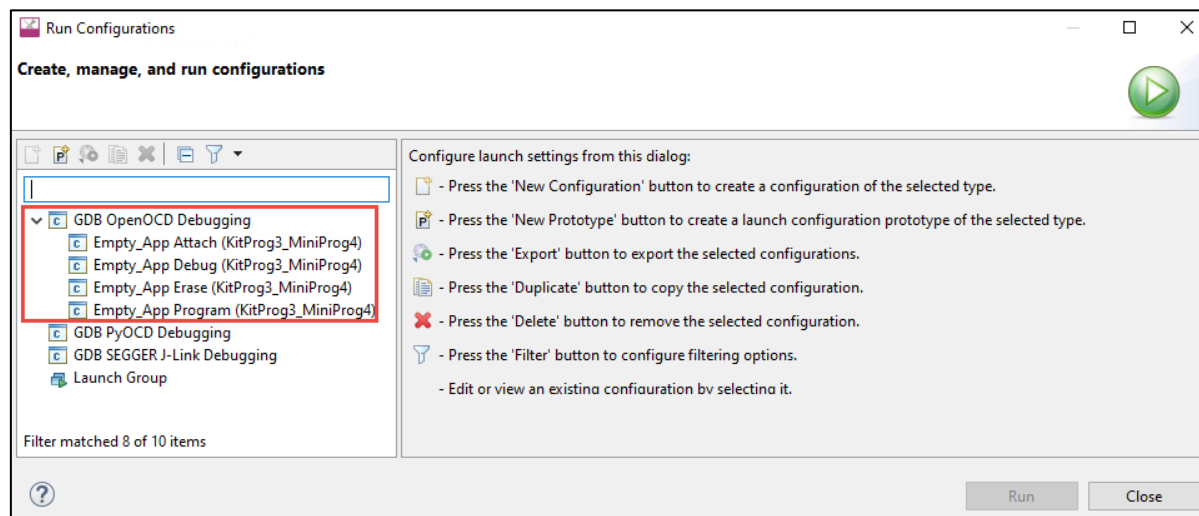 Run Configurations
Create, manage, and run configurations
GDB OpenOCD Debugging
Empty_App Attach (KitProg3_MiniProg4)
Empty_App Debug (KitProg3_MiniProg4)
Empty_App Erase (KitProg3_MiniProg4)
Empty_App Program (KitProg3_MiniProg4)
GDB PyOCD Debugging
GDB SEGGER J-Link Debugging
Launch Group
Filter matched 8 of 10 items
Configure launch settings from this dialog:
- Press the 'New Configuration' button to create a configuration of the selected type.
- Press the 'New Prototype' button to create a launch configuration prototype of the selected type.
- Press the 'Export' button to export the selected configurations.
- Press the 'Duplicate' button to copy the selected configuration.
- Press the 'Delete' button to remove the selected configuration.
- Press the 'Filter' button to configure filtering options.
- Edit or view an existing configuration by selecting it.
Run
Close